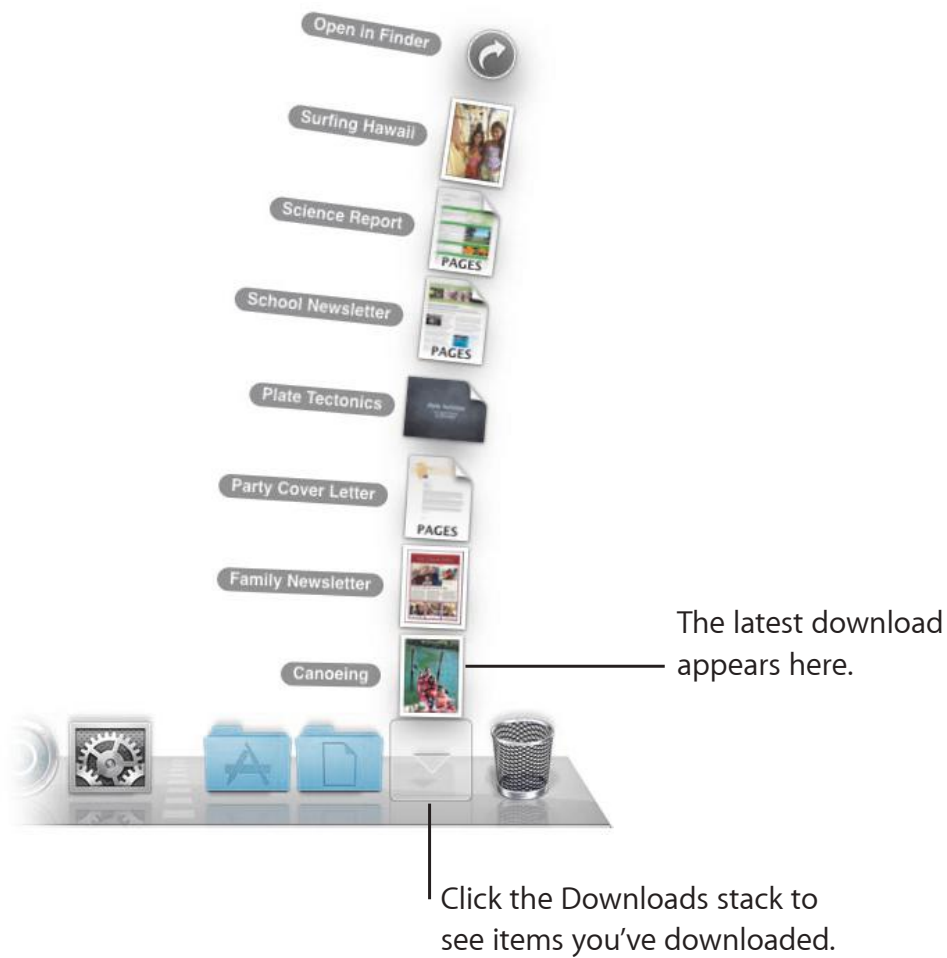 Open in Finder
Surfing Hawaii
Science Report
PAGES
School Newsletter
PAGES
Plate Tectonics
Party Cover Letter
PAGES
Family Newsletter
The latest download
appears here.
Canoeing
Click the Downloads stack to
see items you've downloaded.